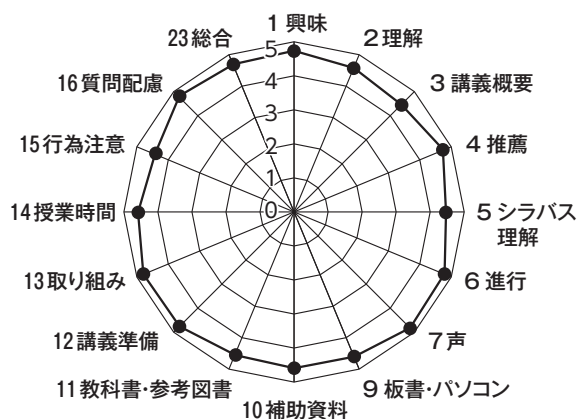 1 興味
2 理解
3 講義概要
4 推薦
5 シラバス
理解
6 進行
7 声
9 板書・パソコン
10 補助資料
11 教科書・参考図書
12 講義準備
13 取り組み
14 授業時間
15 行為注意
16 質問配慮
23 総合
5
4
3
2
1
0